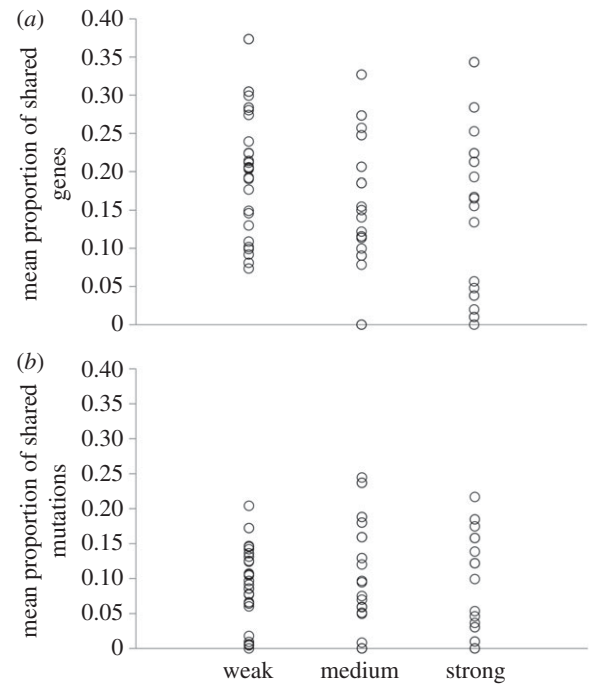 (a)
mean proportion of shared
genes
0.40
0.35
0.30
0.25
0.20
0.15
0.10
0.05
0
(b)
mean proportion of shared
mutations
0.40
0.35
0.30
0.25
0.20
0.15
0.10
0.05
0
weak medium strong